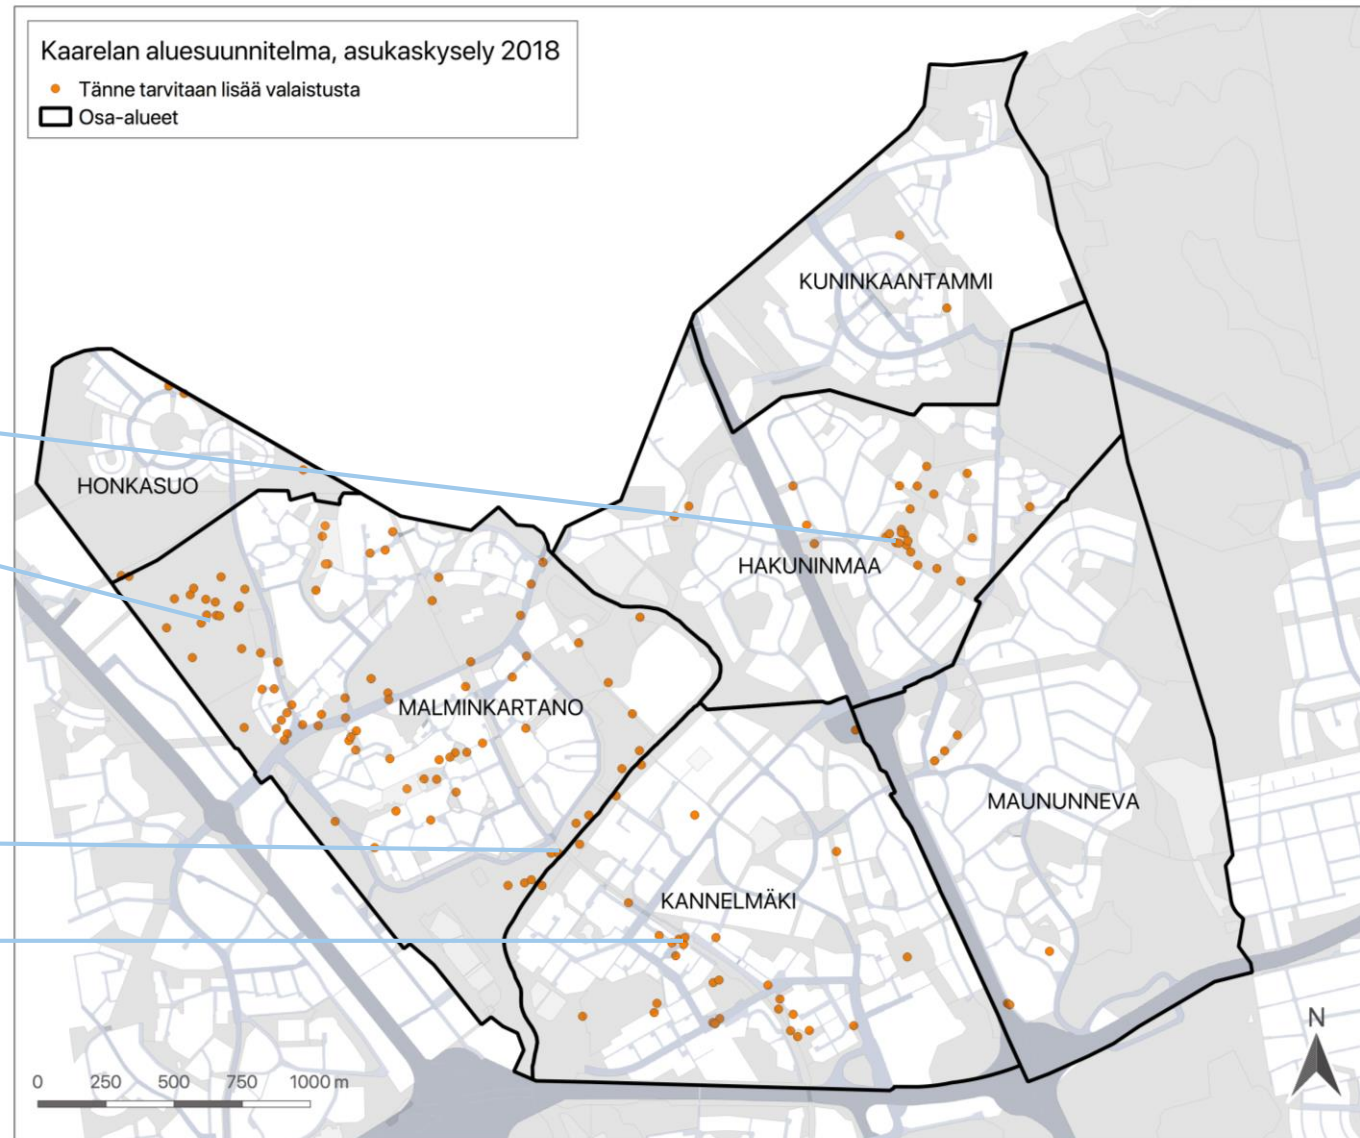 Kaarelan aluesuunnitelma, asukaskysely 2018
Tänne tarvitaan lisää valaistusta
Osa-alueet
KUNINKAANTAMMI
HONKASUO
HAKUNINMAA
MALMINKARTANO
MAUNUNNEVA
KANNELMÄKI
N
0 250 500 750 1000 m